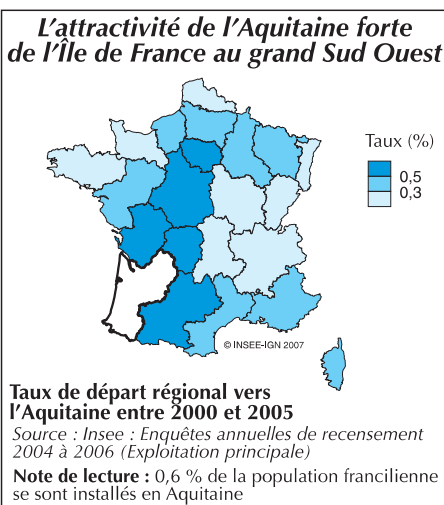 L'attractivité de l'Aquitaine forte
de l'Île de France au grand Sud Ouest
Taux (%)
0,5
0,3
© INSEE-IGN 2007
Taux de départ régional vers
l'Aquitaine entre 2000 et 2005
Source : Insee : Enquêtes annuelles de recensement
2004 à 2006 (Exploitation principale)
Note de lecture : 0,6 % de la population francilienne
se sont installés en Aquitaine